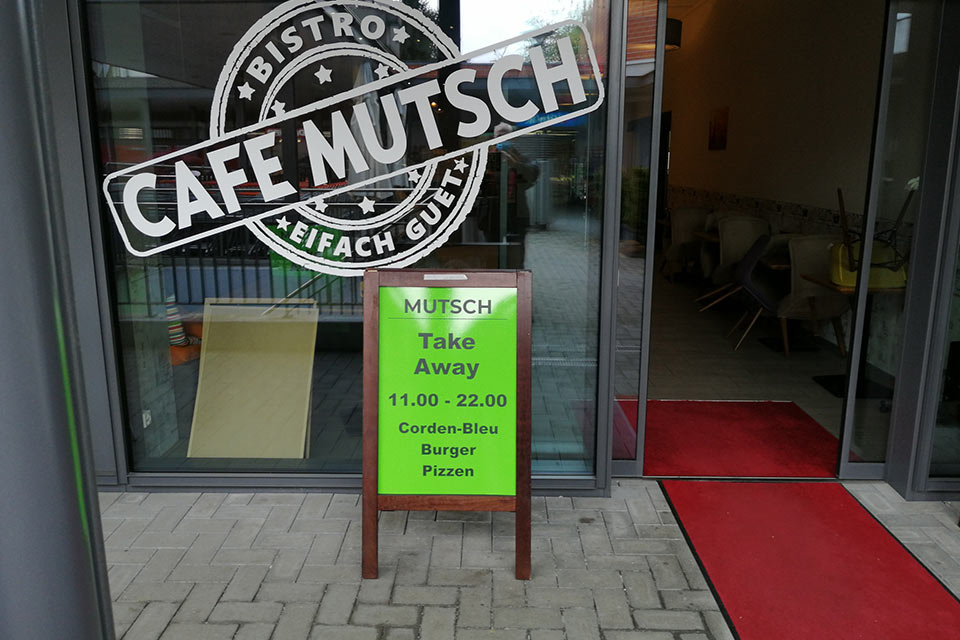 BISTRO
CAFE MUTSCH
EIFACH GUET
MUTSCH
Take
Away
11.00 - 22.00
Corden-Bleu
Burger
Pizzen